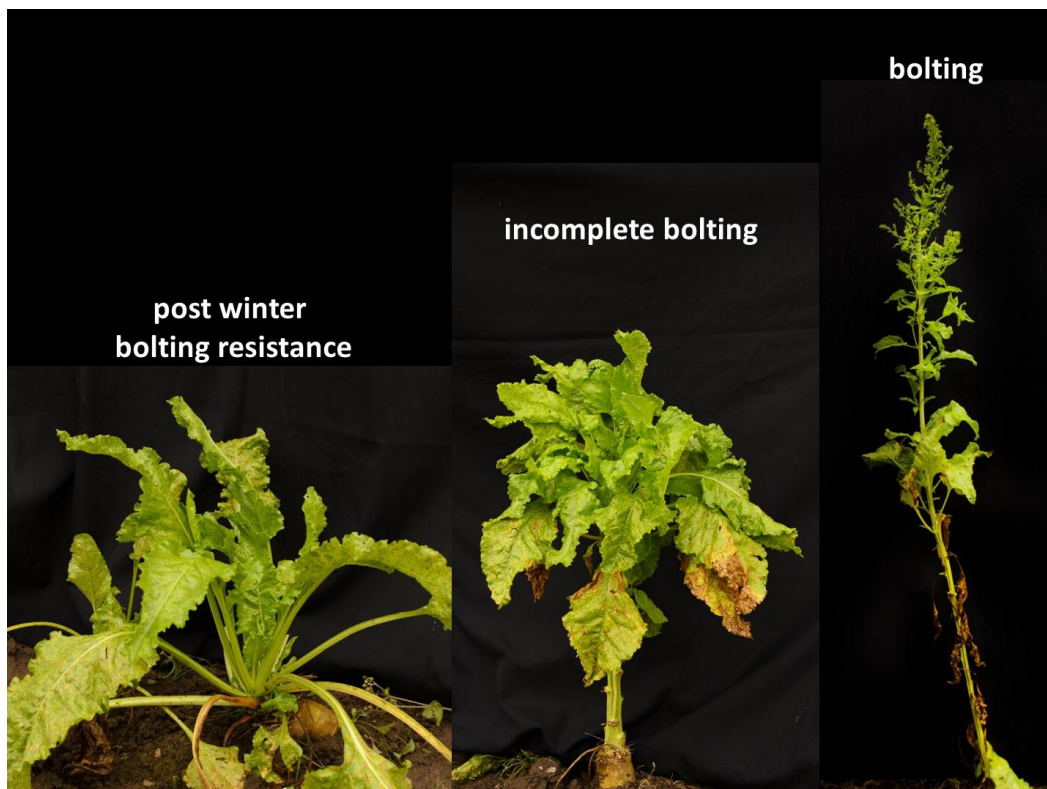 post winter
bolting resistance
incomplete bolting
bolting